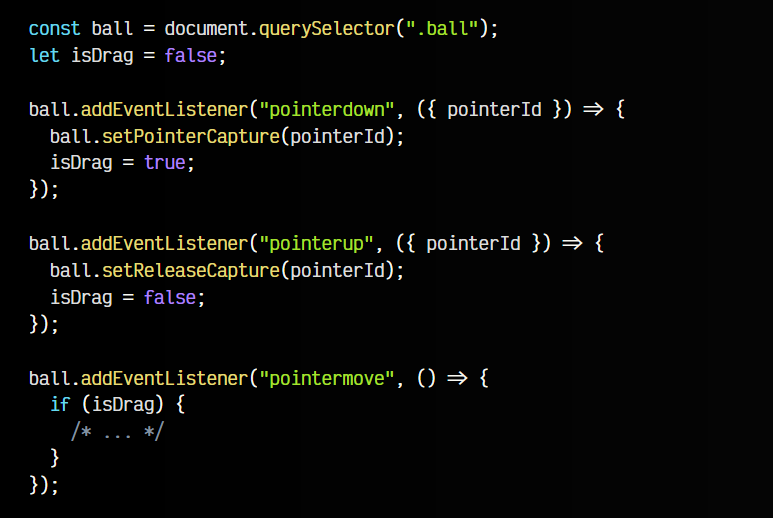 const ball = document.querySelector(".ball");
let isDrag = false;

ball.addEventListener("pointerdown", ({ pointerId }) => {
  ball.setPointerCapture(pointerId);
  isDrag = true;
});

ball.addEventListener("pointerup", ({ pointerId }) => {
  ball.setReleaseCapture(pointerId);
  isDrag = false;
});

ball.addEventListener("pointermove", () => {
  if (isDrag) {
    /* ... */
  }
});